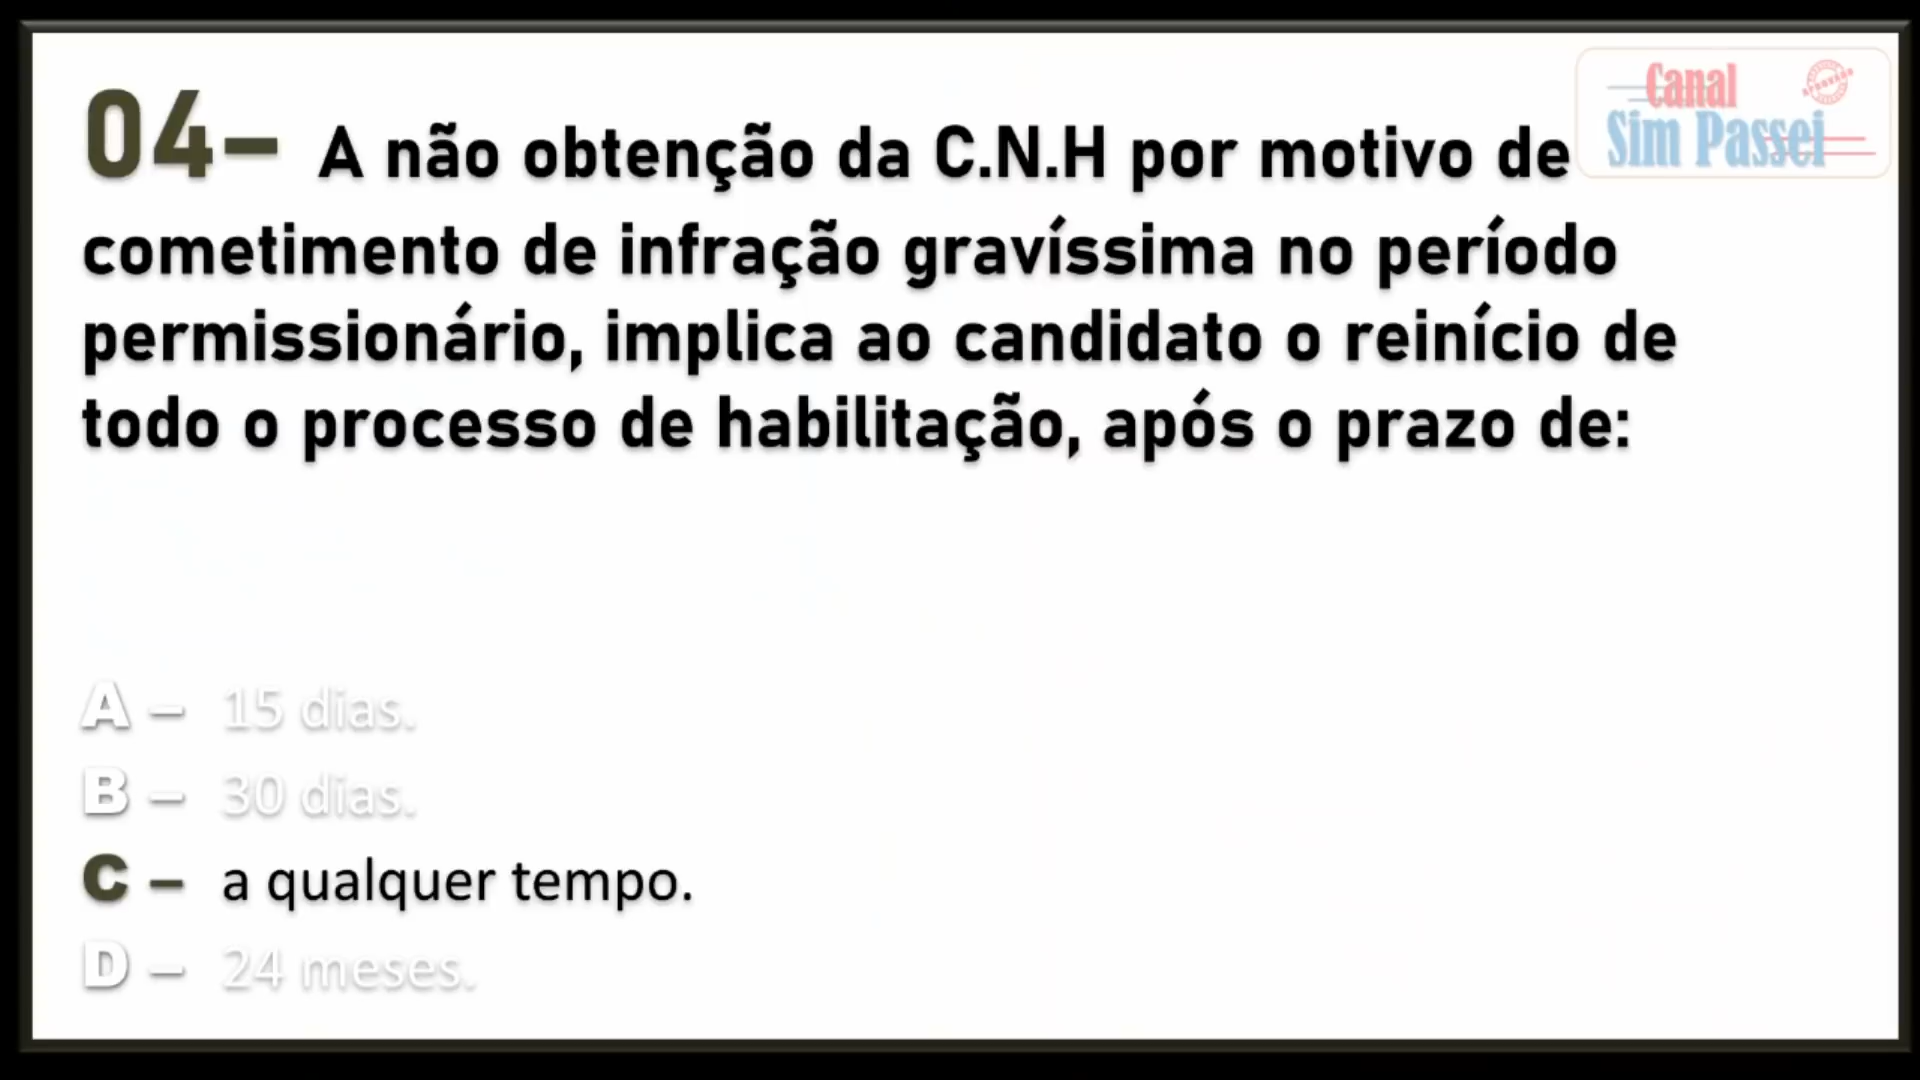 Canal
Sim Passei
APROVADO
04– A não obtenção da C.N.H por motivo de
cometimento de infração gravíssima no período
permissionário, implica ao candidato o reinício de
todo o processo de habilitação, após o prazo de:
A – 15 dias.
B – 30 dias.
C – a qualquer tempo.
D – 24 meses.